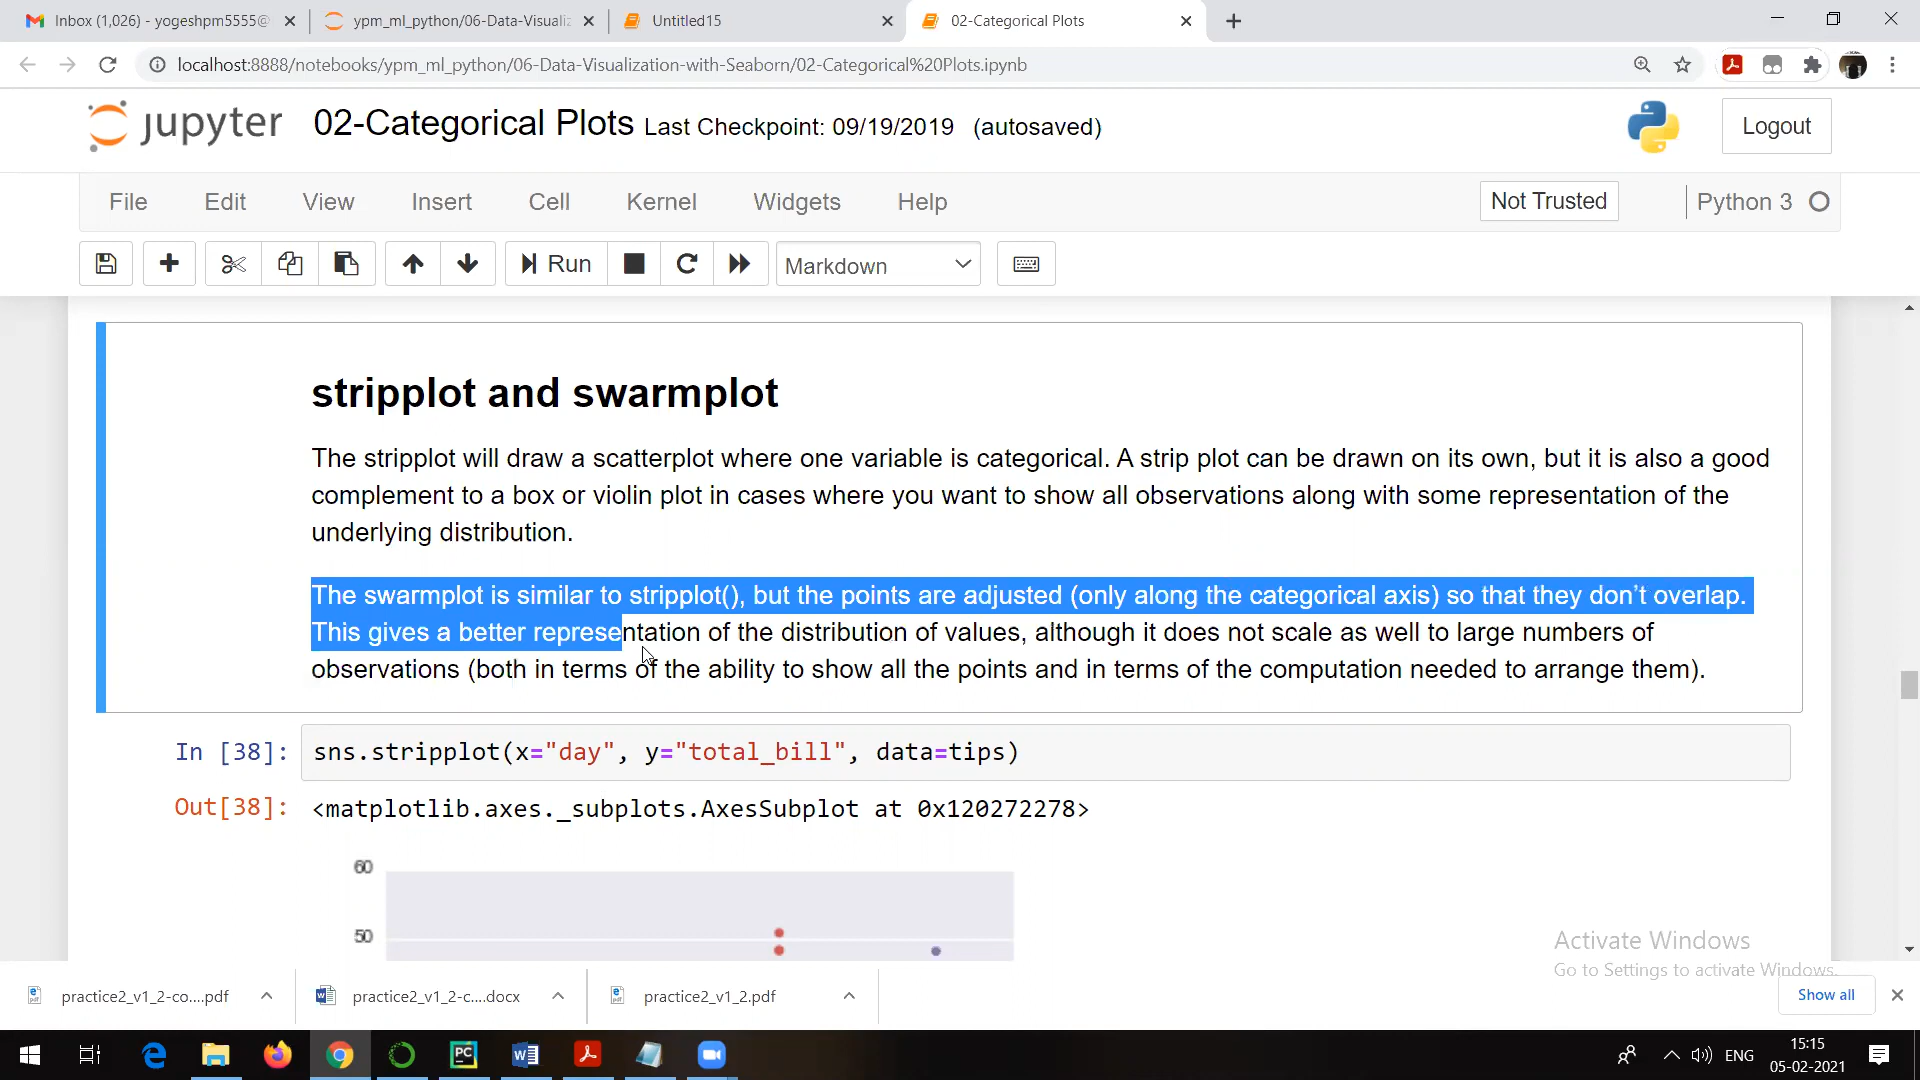 Inbox (1,026) - yogeshpm5555@
ypm_ml_python/06-Data-Visualiz
Untitled15
02-Categorical Plots
localhost:8888/notebooks/ypm_ml_python/06-Data-Visualization-with-Seaborn/02-Categorical%20Plots.ipynb
jupyter 02-Categorical Plots Last Checkpoint: 09/19/2019 (autosaved)
Logout
File Edit View Insert Cell Kernel Widgets Help
Not Trusted
Python 3
Run
Markdown
stripplot and swarmplot
The stripplot will draw a scatterplot where one variable is categorical. A strip plot can be drawn on its own, but it is also a good
complement to a box or violin plot in cases where you want to show all observations along with some representation of the
underlying distribution.
The swarmplot is similar to stripplot(), but the points are adjusted (only along the categorical axis) so that they don’t overlap.
This gives a better representation of the distribution of values, although it does not scale as well to large numbers of
observations (both in terms of the ability to show all the points and in terms of the computation needed to arrange them).
In [38]: sns.stripplot(x="day", y="total_bill", data=tips)
Out[38]: <matplotlib.axes._subplots.AxesSubplot at 0x120272278>
60
50
Activate Windows
Go to Settings to activate Windows.
practice2_v1_2-co....pdf
practice2_v1_2-c....docx
practice2_v1_2.pdf
Show all
PC
ENG
15:15
05-02-2021